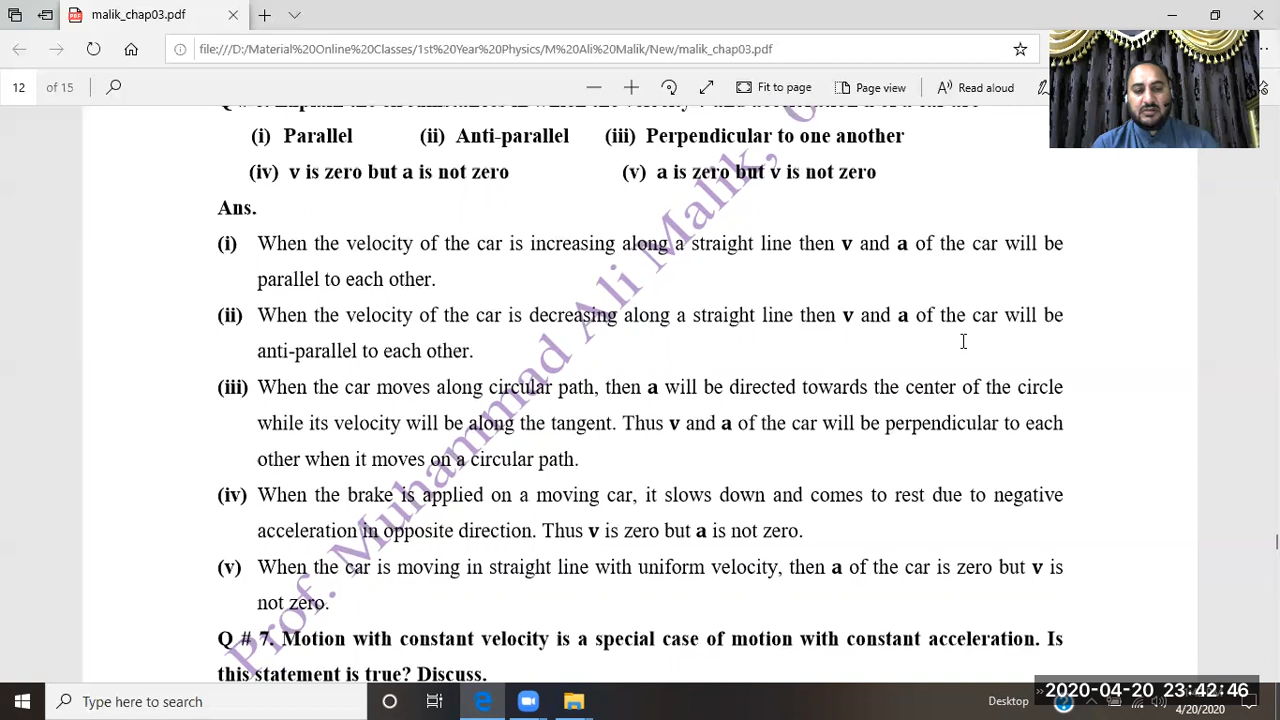 malik_chap03.pdf
file:///D:/Material%20Online%20Classes/1st%20Year%20Physics/M%20Ali%20Malik/New/malik_chap03.pdf
12 of 15
Fit to page
Page view
Read aloud
(i) Parallel (ii) Anti-parallel (iii) Perpendicular to one another
(iv) v is zero but a is not zero (v) a is zero but v is not zero
Ans.
(i) When the velocity of the car is increasing along a straight line then v and a of the car will be
parallel to each other.
(ii) When the velocity of the car is decreasing along a straight line then v and a of the car will be
anti-parallel to each other.
(iii) When the car moves along circular path, then a will be directed towards the center of the circle
while its velocity will be along the tangent. Thus v and a of the car will be perpendicular to each
other when it moves on a circular path.
(iv) When the brake is applied on a moving car, it slows down and comes to rest due to negative
acceleration in opposite direction. Thus v is zero but a is not zero.
(v) When the car is moving in straight line with uniform velocity, then a of the car is zero but v is
not zero.
Q # 7. Motion with constant velocity is a special case of motion with constant acceleration. Is
this statement is true? Discuss.
Prof. Muhammad Ali Malik,
Type here to search
Desktop
2020-04-20 23:42:46
4/20/2020